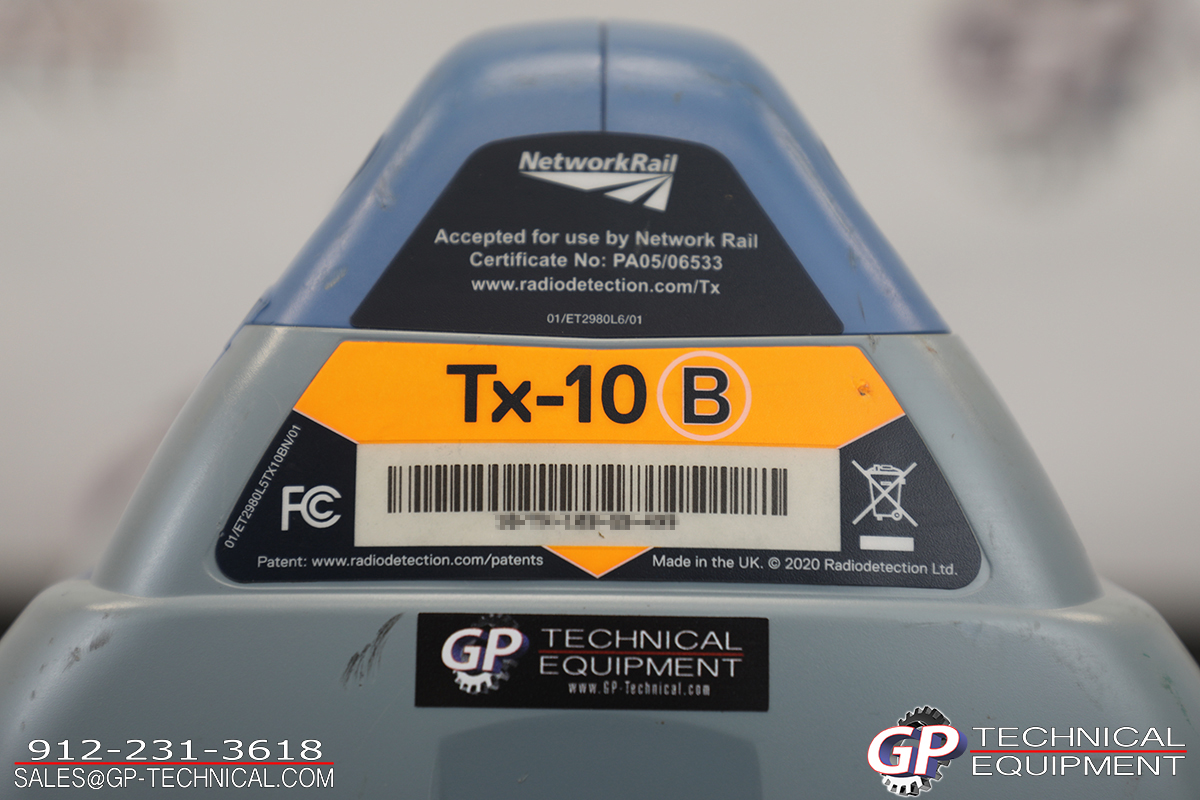 NetworkRail
Accepted for use by Network Rail
Certificate No: PA05/06533
www.radiodetection.com/Tx
01/ET2980L6/01
Tx-10 B
01/ET2980L5TX10BN/01
FC
Patent: www.radiodetection.com/patents
Made in the UK. © 2020 Radiodetection Ltd.
GP TECHNICAL
EQUIPMENT
www.GP-Technical.com
912-231-3618
SALES@GP-TECHNICAL.COM
GP TECHNICAL
EQUIPMENT